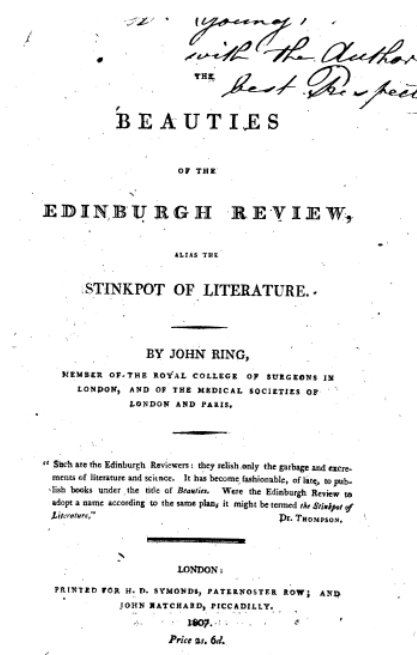 Young,
with the Author
best Respect
THE
BEAUTIES
OF THE
EDINBURGH REVIEW,
ALIAS THE
STINKPOT OF LITERATURE.
BY JOHN RING,
MEMBER OF THE ROYAL COLLEGE OF SURGEONS IN
LONDON, AND OF THE MEDICAL SOCIETIES OF
LONDON AND PARIS.
“ Such are the Edinburgh Reviewers: they relish only the garbage and excre-
ments of literature and science. It has become fashionable, of late, to pub-
lish books under the title of Beauties. Were the Edinburgh Review to
adopt a name according to the same plan, it might be termed the Stinkpot of
Literature.”
Dr. THOMPSON.
LONDON:
PRINTED FOR H. D. SYMONDS, PATERNOSTER ROW; AND
JOHN HATCHARD, PICCADILLY.
1807.
Price 2s. 6d.